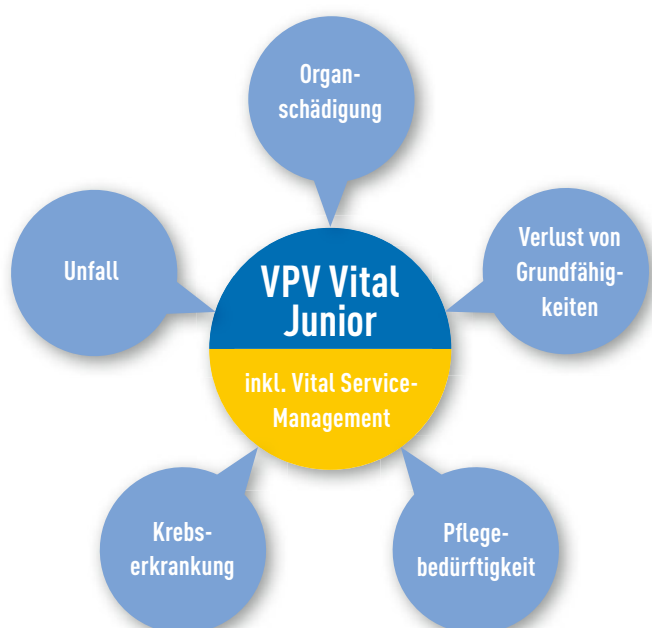 Organ-
schädigung
Unfall
Verlust von
Grundfähig-
keiten
VPV Vital
Junior
inkl. Vital Service-
Management
Krebs-
erkrankung
Pflege-
bedürftigkeit